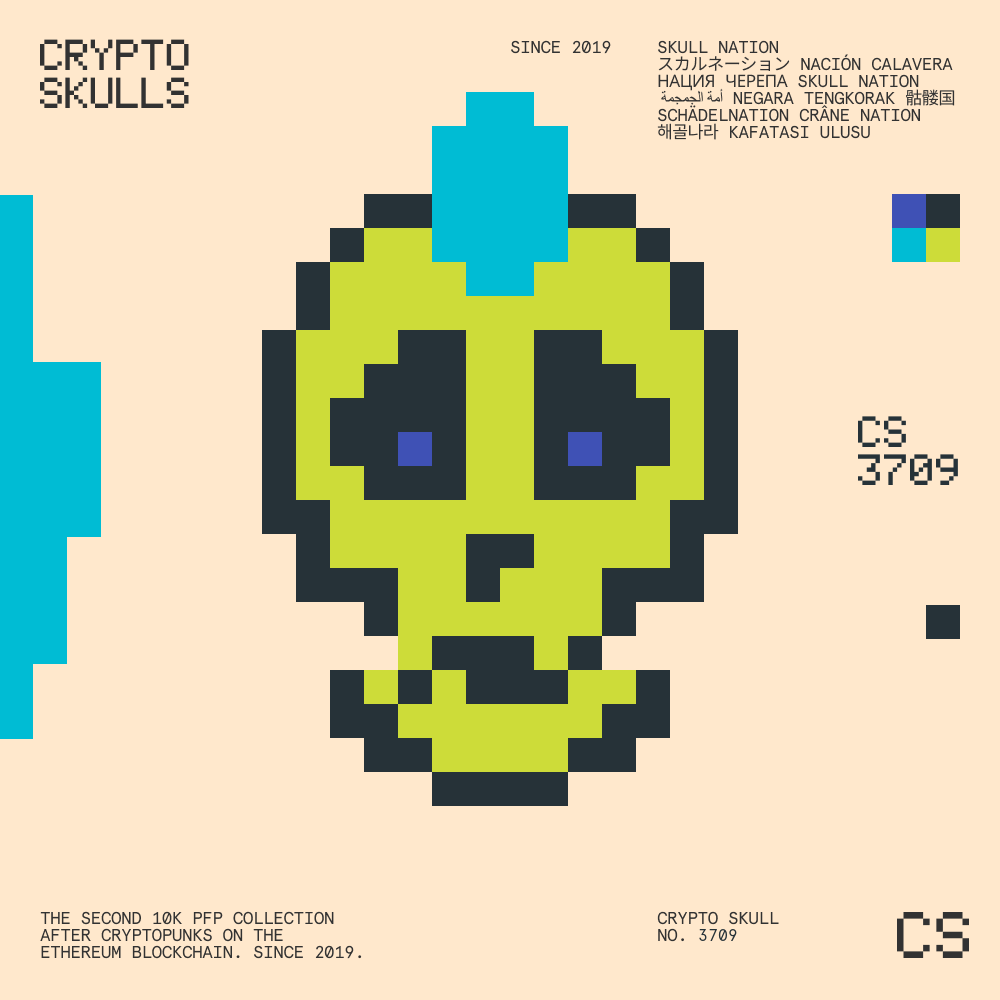 CRYPTO
SKULLS
SINCE 2019
SKULL NATION
スカルネーション NACIÓN CALAVERA
НАЦИЯ ЧЕРЕПА SKULL NATION
أمة الجمجمة NEGARA TENGKORAK 骷髅国
SCHÄDELNATION CRÂNE NATION
해골나라 KAFATASI ULUSU
CS
3709
THE SECOND 10K PFP COLLECTION
AFTER CRYPTOPUNKS ON THE
ETHEREUM BLOCKCHAIN. SINCE 2019.
CRYPTO SKULL
NO. 3709
CS